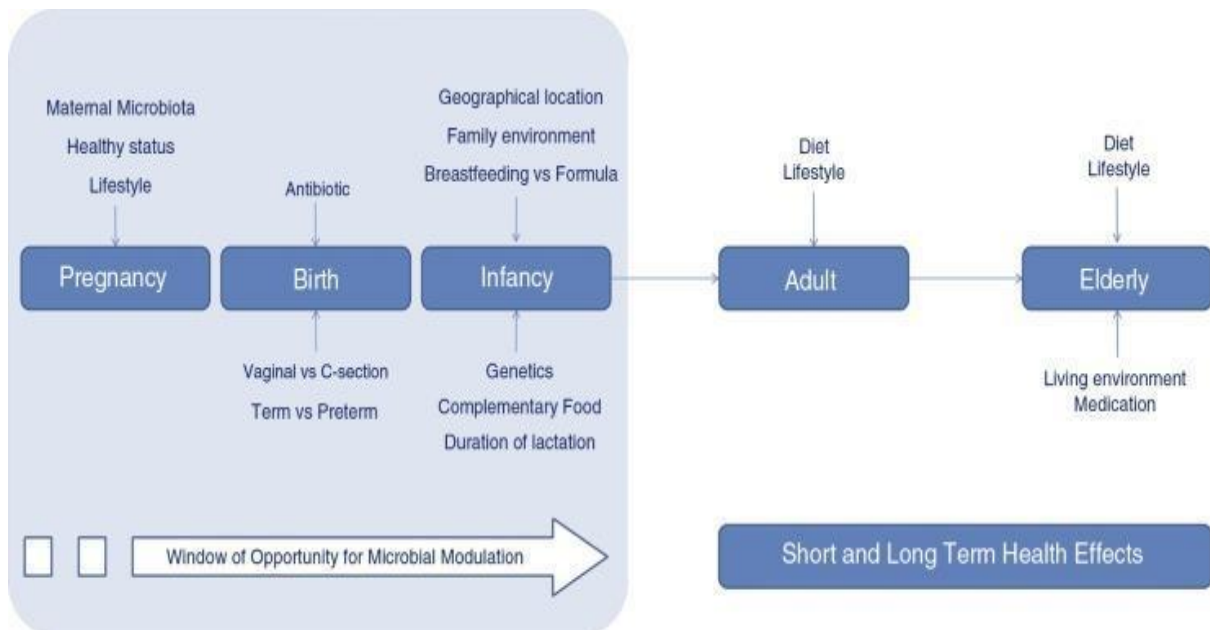 Maternal Microbiota
Healthy status
Lifestyle
Pregnancy
Antibiotic
Birth
Vaginal vs C-section
Term vs Preterm
Geographical location
Family environment
Breastfeeding vs Formula
Infancy
Genetics
Complementary Food
Duration of lactation
Diet
Lifestyle
Adult
Diet
Lifestyle
Elderly
Living environment
Medication
Window of Opportunity for Microbial Modulation
Short and Long Term Health Effects